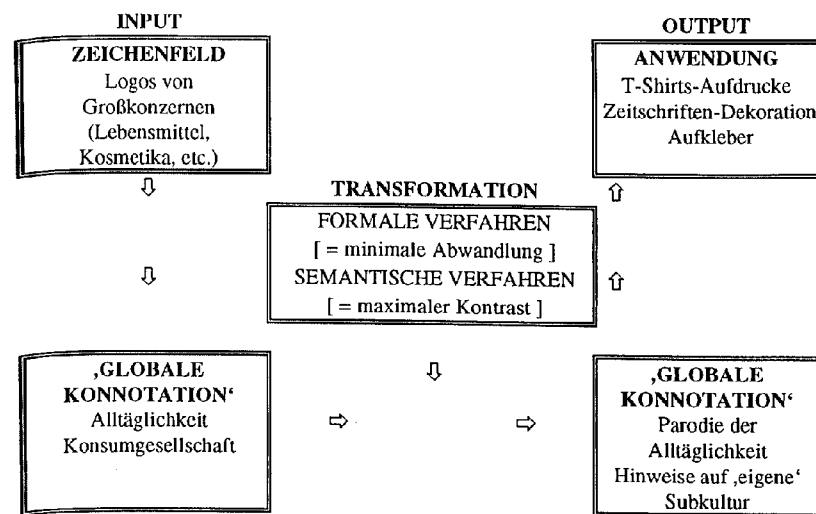 INPUT
ZEICHENFELD
Logos von
Großkonzernen
(Lebensmittel,
Kosmetika, etc.)
OUTPUT
ANWENDUNG
T-Shirts-Aufdrucke
Zeitschriften-Dekoration
Aufkleber
TRANSFORMATION
FORMALE VERFAHREN
[ = minimale Abwandlung ]
SEMANTISCHE VERFAHREN
[ = maximaler Kontrast ]
‚GLOBALE
KONNOTATION‘
Alltäglichkeit
Konsumgesellschaft
‚GLOBALE
KONNOTATION‘
Parodie der
Alltäglichkeit
Hinweise auf ‚eigene‘
Subkultur